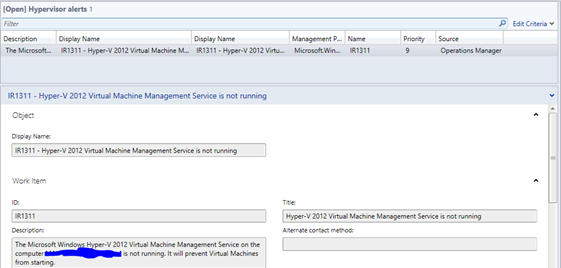 [Open] Hypervisor alerts 1
Filter
Edit Criteria
Description Display Name Display Name Management P... Name Priority Source
The Microsoft... IR1311 - Hyper-V 2012 Virtual Machine M... IR1311 - Hyper-V 2012 Virtu... Microsoft.Win... IR1311 9 Operations Manager
IR1311 - Hyper-V 2012 Virtual Machine Management Service is not running
Object
Display Name:
IR1311 - Hyper-V 2012 Virtual Machine Management Service is not running
Work Item
ID: Title:
IR1311 Hyper-V 2012 Virtual Machine Management Service is not running
Description: Alternate contact method:
The Microsoft Windows Hyper-V 2012 Virtual Machine Management Service on the
computer is not running. It will prevent Virtual Machines
from starting.